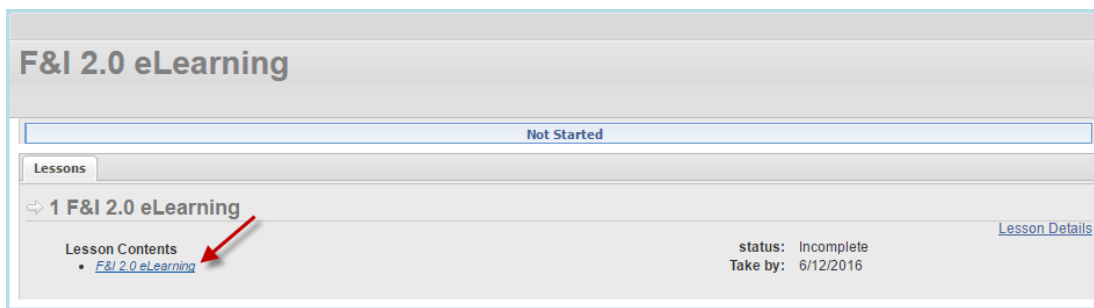 F&I 2.0 eLearning
Not Started
Lessons
1 F&I 2.0 eLearning
Lesson Details
Lesson Contents
status: Incomplete
• F&I 2.0 eLearning
Take by: 6/12/2016